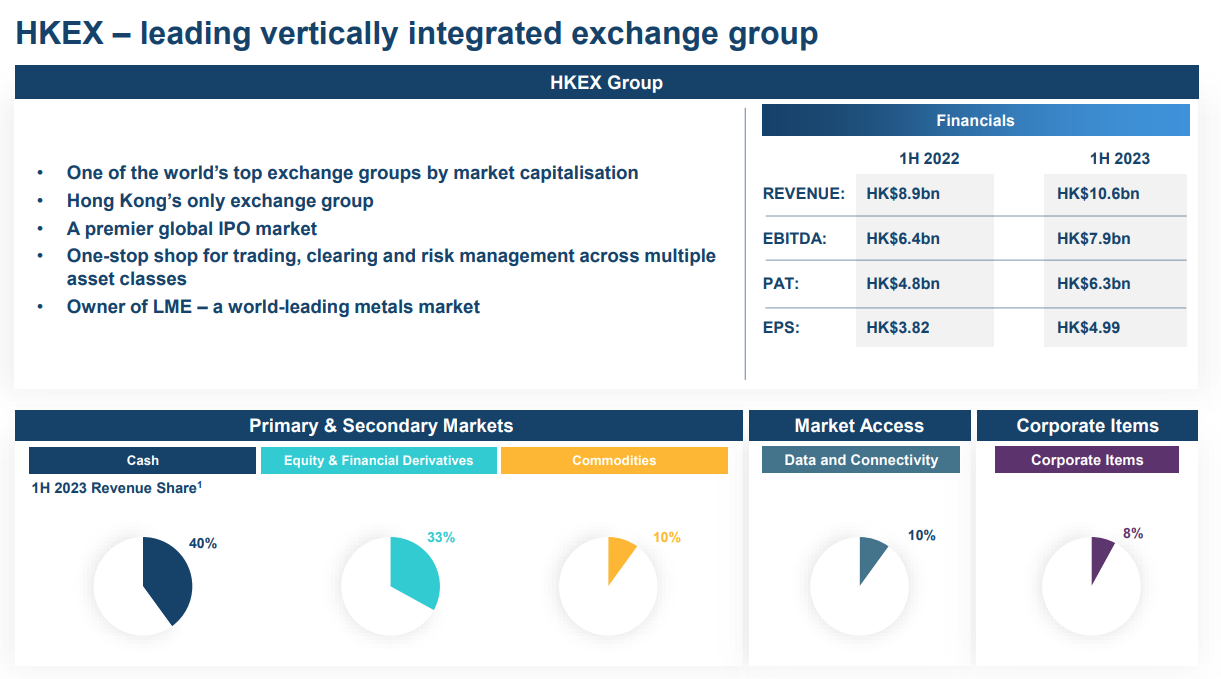 HKEX – leading vertically integrated exchange group
HKEX Group
• One of the world’s top exchange groups by market capitalisation
• Hong Kong’s only exchange group
• A premier global IPO market
• One-stop shop for trading, clearing and risk management across multiple
asset classes
• Owner of LME – a world-leading metals market
Financials
1H 2022 1H 2023
REVENUE: HK$8.9bn HK$10.6bn
EBITDA: HK$6.4bn HK$7.9bn
PAT: HK$4.8bn HK$6.3bn
EPS: HK$3.82 HK$4.99
Primary & Secondary Markets
Cash Equity & Financial Derivatives Commodities
1H 2023 Revenue Share¹
40% 33% 10%
Market Access
Data and Connectivity
10%
Corporate Items
Corporate Items
8%